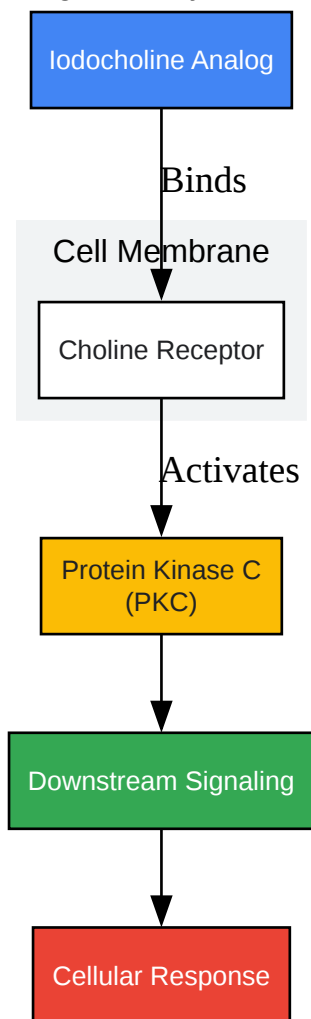 Iodocholine Analog
Binds
Cell Membrane
Choline Receptor
Activates
Protein Kinase C
(PKC)
Downstream Signaling
Cellular Response